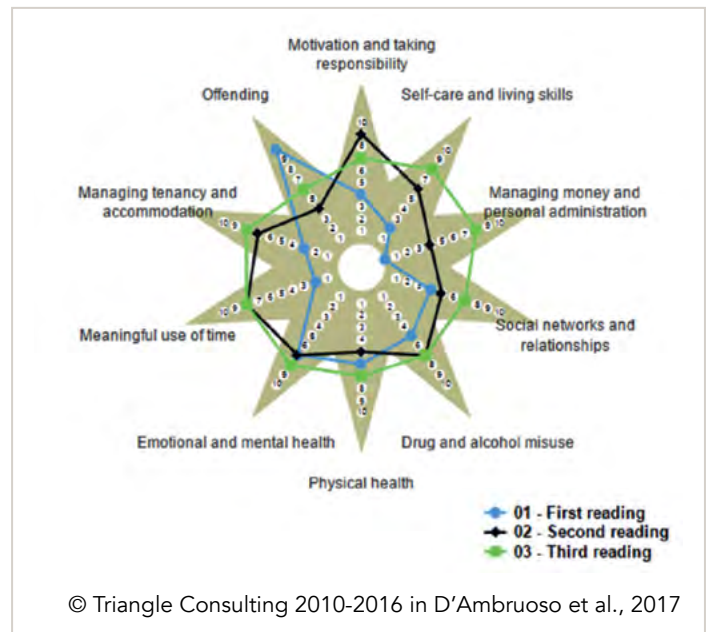 Motivation and taking
responsibility
Offending
Self-care and living skills
Managing tenancy and
accommodation
Managing money and
personal administration
Meaningful use of time
Social networks and
relationships
Emotional and mental health
Drug and alcohol misuse
Physical health
01 - First reading
02 - Second reading
03 - Third reading
© Triangle Consulting 2010-2016 in D'Ambruoso et al., 2017